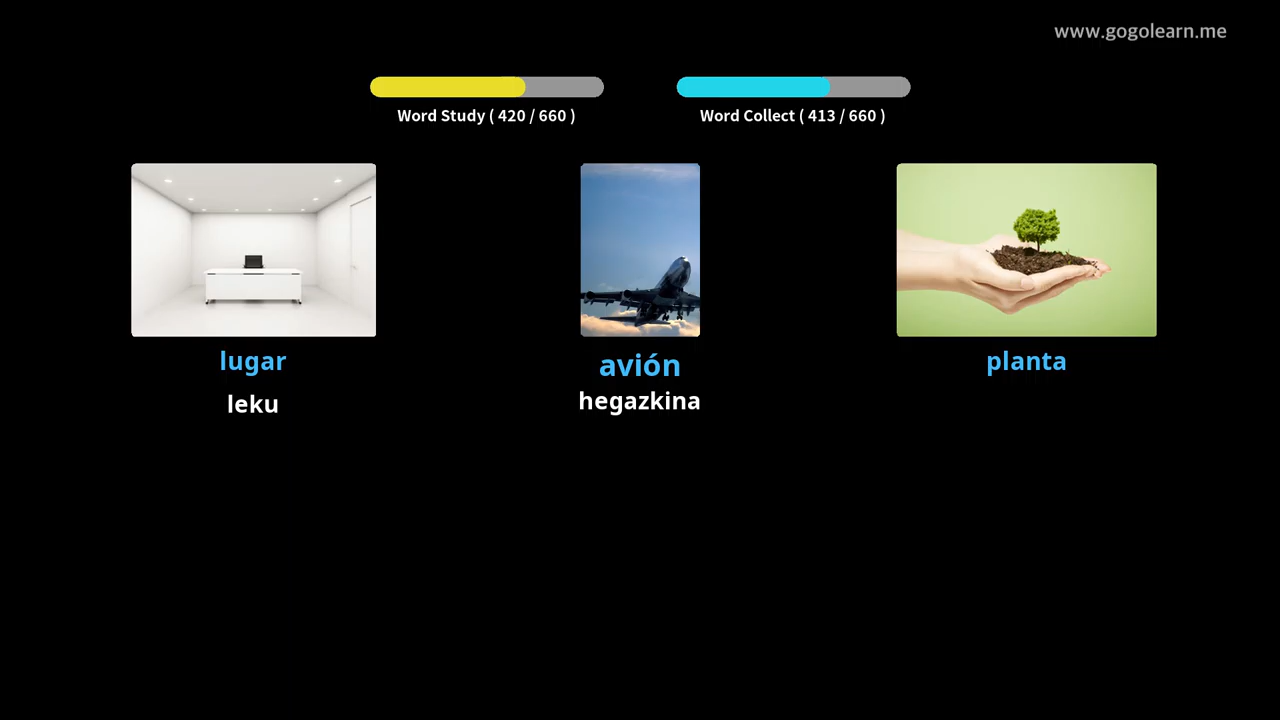 www.gogolearn.me
Word Study ( 420 / 660 )
Word Collect ( 413 / 660 )
lugar
leku
avión
hegazkina
planta